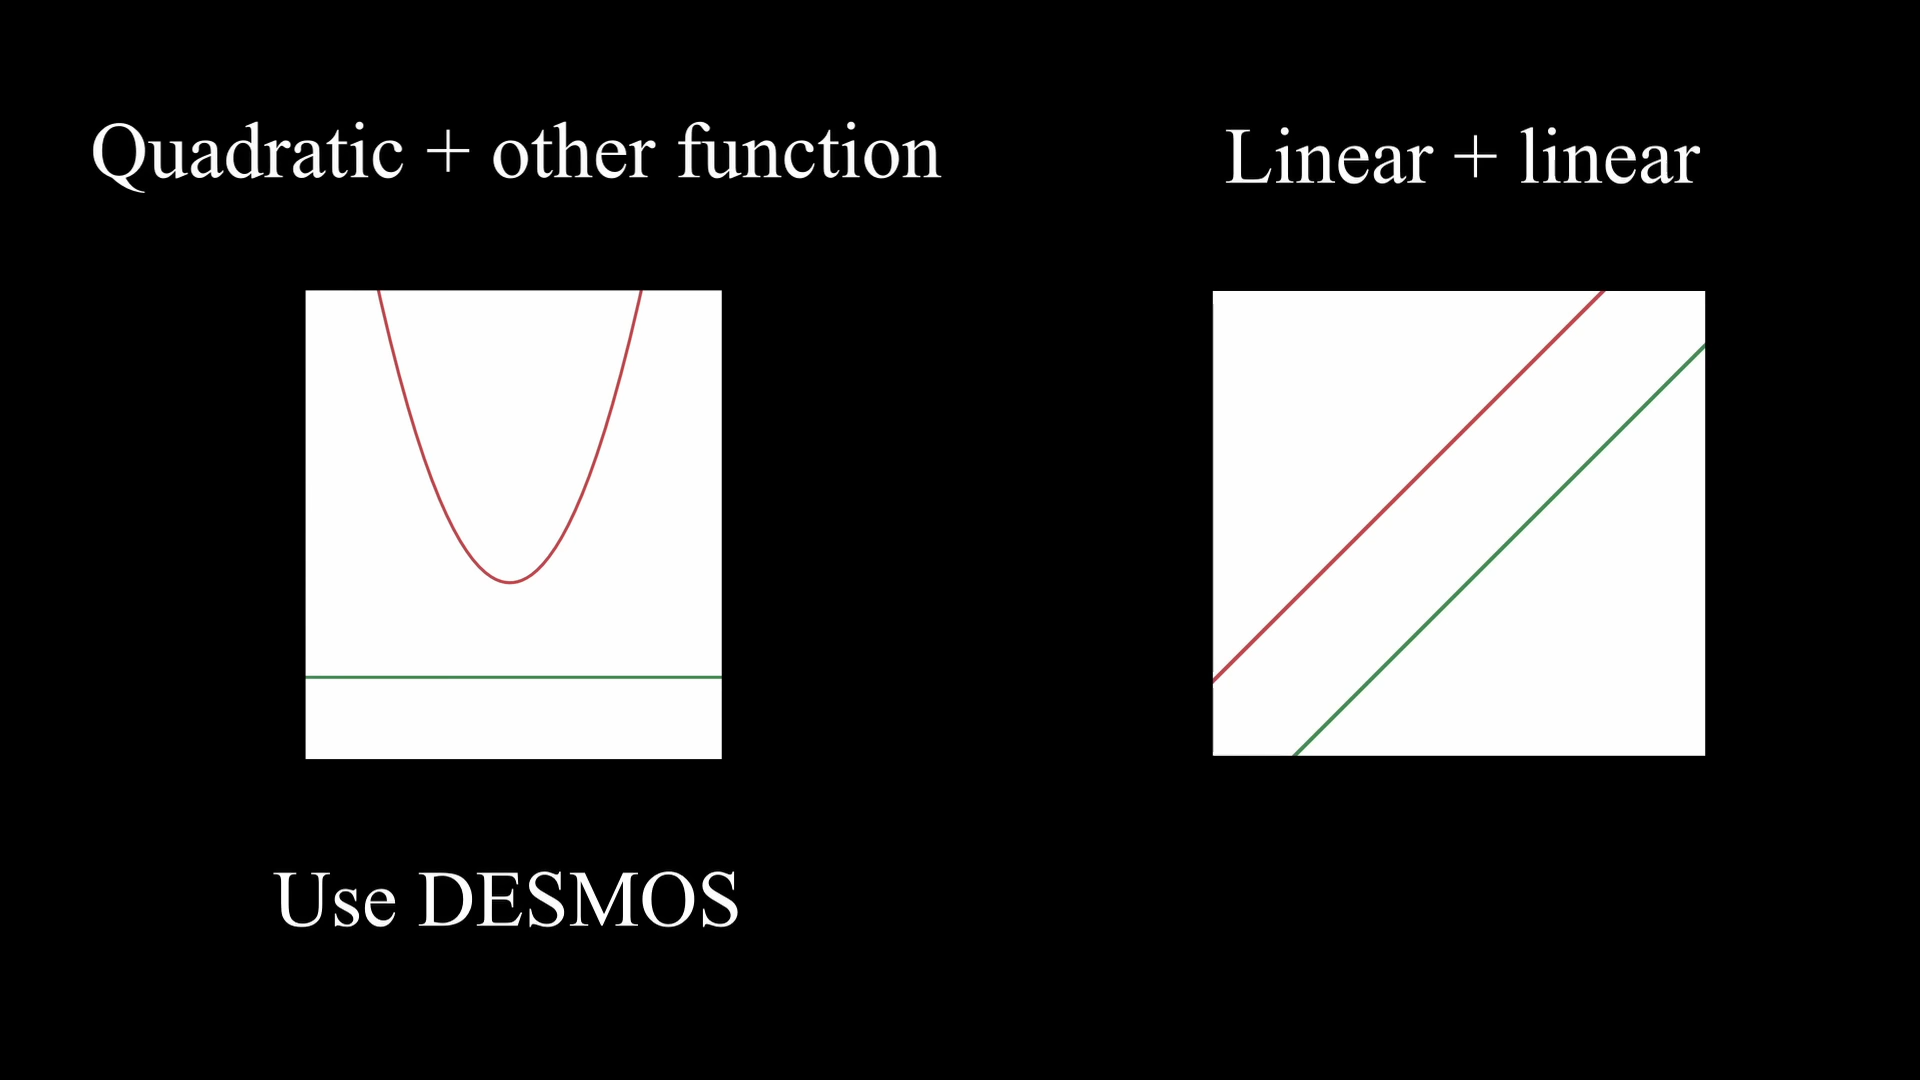 Quadratic + other function
Linear + linear
Use DESMOS